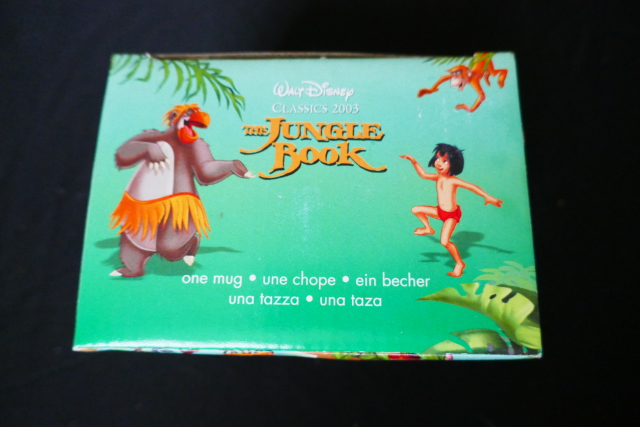 Walt Disney
Classics 2003
The Jungle
Book
one mug • une chope • ein becher
una tazza • una taza